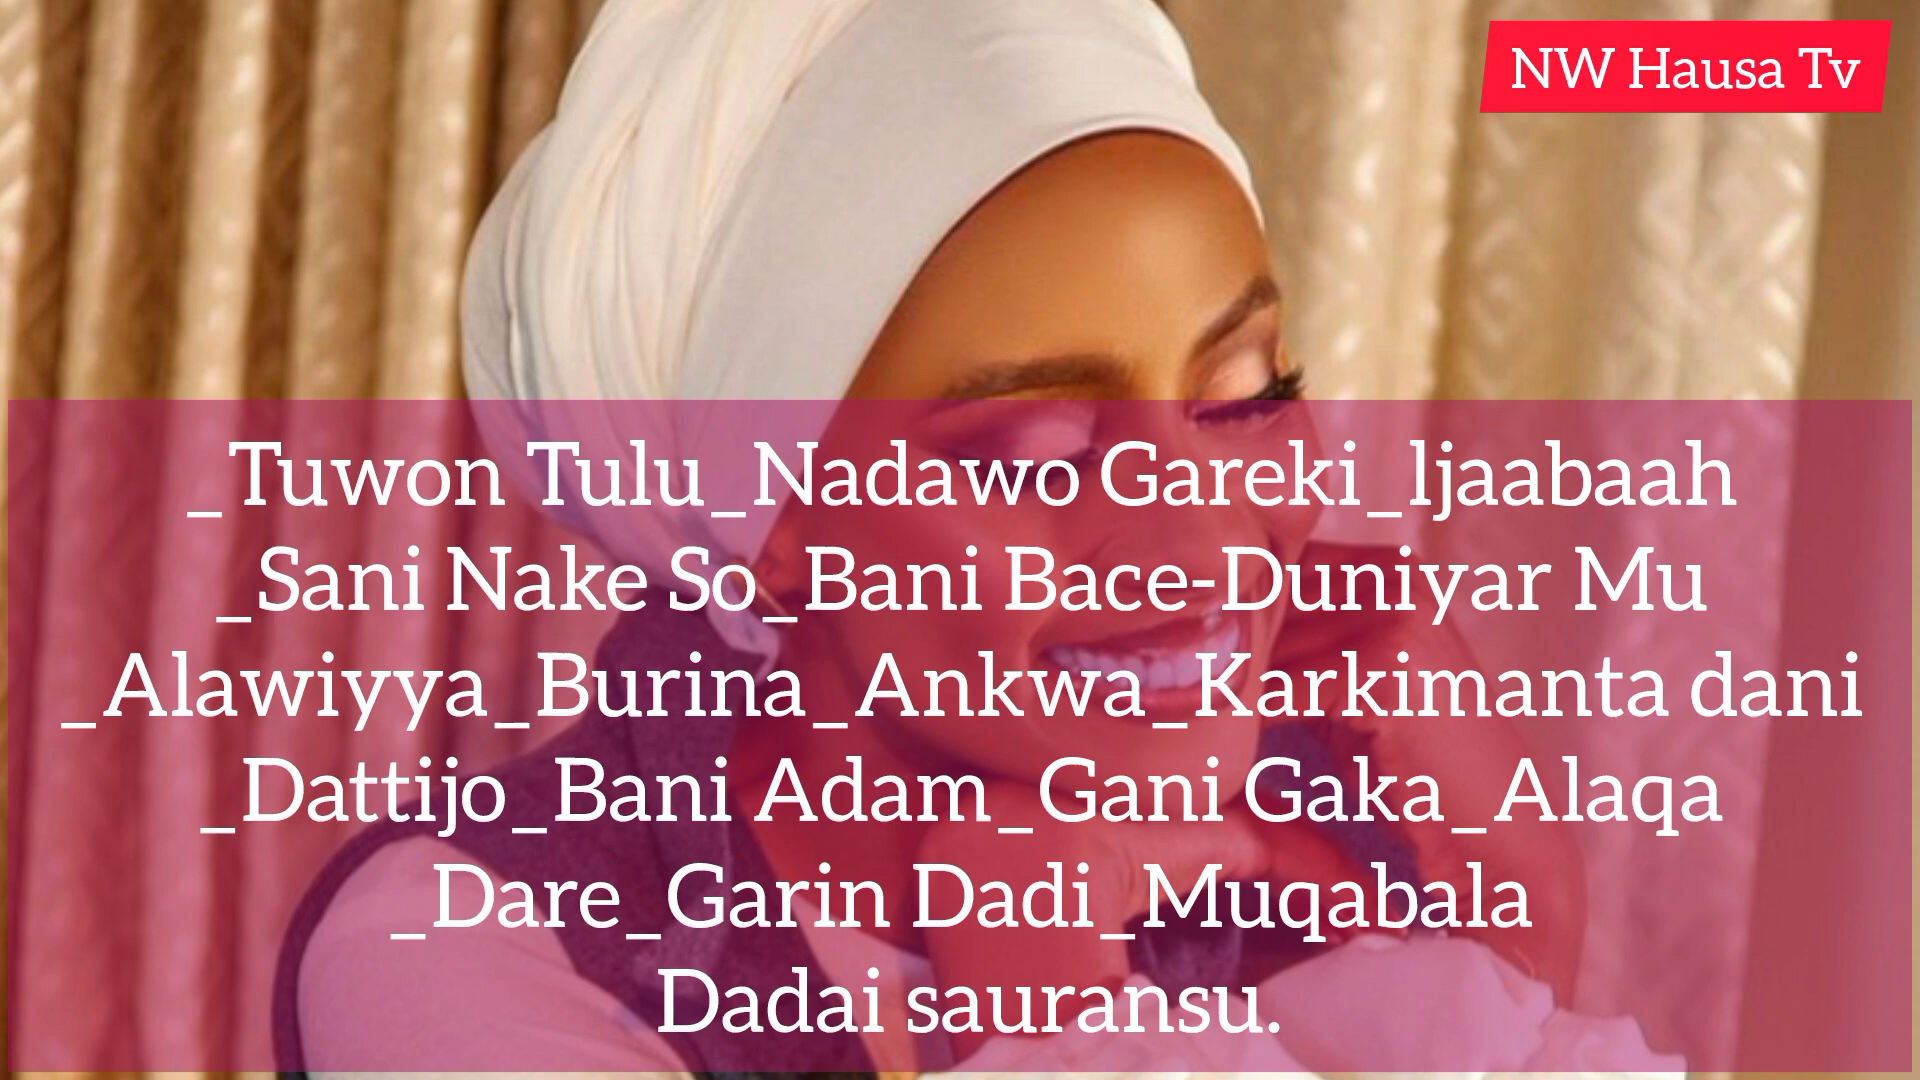 NW Hausa Tv
_Tuwon Tulu_Nadawo Gareki_ljaabaah
_Sani Nake So_Bani Bace-Duniyar Mu
_Alawiyya_Burina_Ankwa_Karkimanta dani
_Dattijo_Bani Adam_Gani Gaka_Alaqa
_Dare_Garin Dadi_Muqabala
Dadai sauransu.